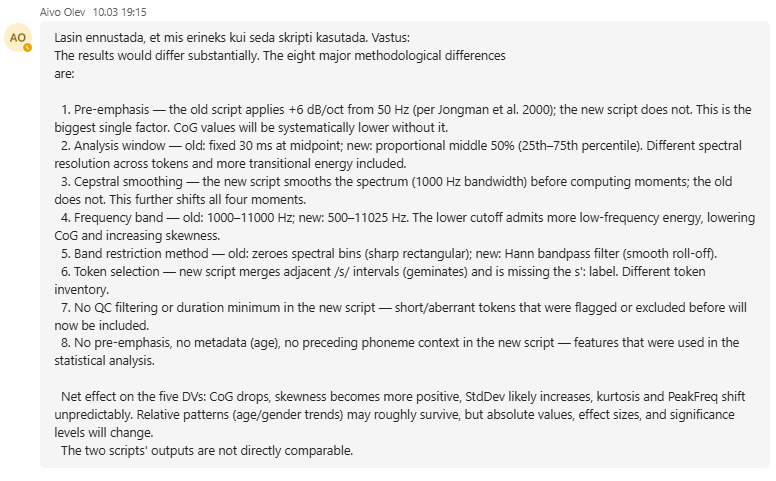 Aivo Olev 10.03 19:15
AO
Lasin ennustada, et mis erineks kui seda skripti kasutada. Vastus:
The results would differ substantially. The eight major methodological differences
are:
1. Pre-emphasis — the old script applies +6 dB/oct from 50 Hz (per Jongman et al. 2000); the new script does not. This is the
biggest single factor. CoG values will be systematically lower without it.
2. Analysis window — old: fixed 30 ms at midpoint; new: proportional middle 50% (25th–75th percentile). Different spectral
resolution across tokens and more transitional energy included.
3. Cepstral smoothing — the new script smooths the spectrum (1000 Hz bandwidth) before computing moments; the old
does not. This further shifts all four moments.
4. Frequency band — old: 1000–11000 Hz; new: 500–11025 Hz. The lower cutoff admits more low-frequency energy, lowering
CoG and increasing skewness.
5. Band restriction method — old: zeroes spectral bins (sharp rectangular); new: Hann bandpass filter (smooth roll-off).
6. Token selection — new script merges adjacent /s/ intervals (geminates) and is missing the s': label. Different token
inventory.
7. No QC filtering or duration minimum in the new script — short/aberrant tokens that were flagged or excluded before will
now be included.
8. No pre-emphasis, no metadata (age), no preceding phoneme context in the new script — features that were used in the
statistical analysis.
Net effect on the five DVs: CoG drops, skewness becomes more positive, StdDev likely increases, kurtosis and PeakFreq shift
unpredictably. Relative patterns (age/gender trends) may roughly survive, but absolute values, effect sizes, and significance
levels will change.
The two scripts' outputs are not directly comparable.